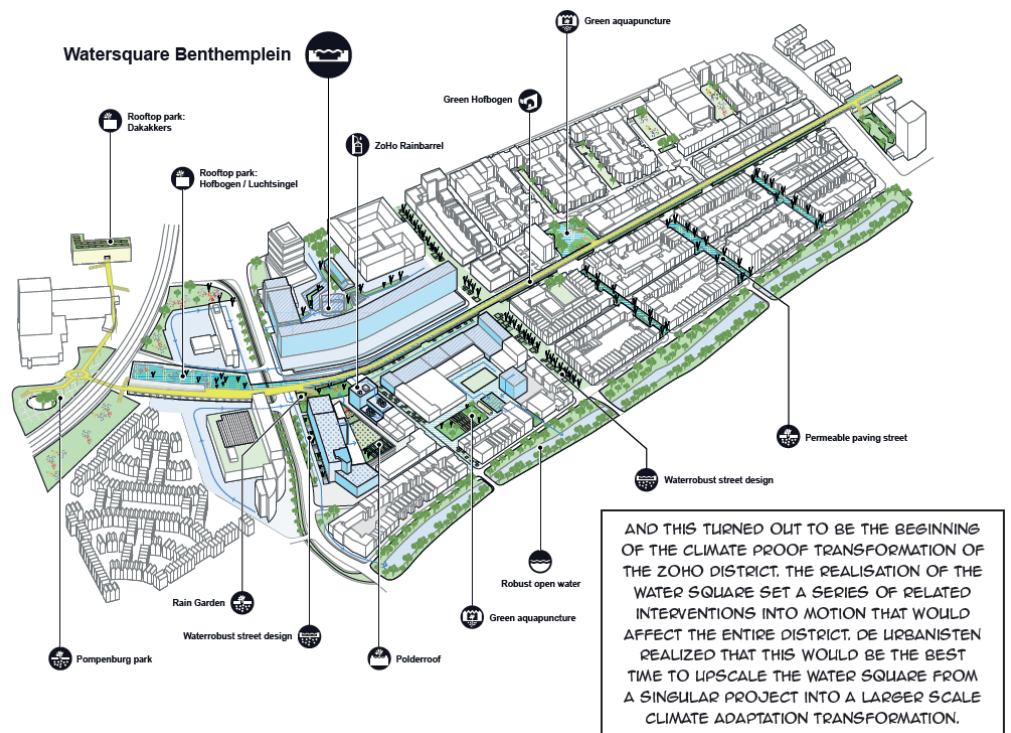 Green aquapuncture
Watersquare Benthemplein
Green Hofbogen
Rooftop park:
Dakakkers
ZoHo Rainbarrel
Rooftop park:
Hofbogen / Luchtsingel
Permeable paving street
Waterrobust street design
Robust open water
Rain Garden
Green aquapuncture
Waterrobust street design
Polderroof
Pompenburg park
AND THIS TURNED OUT TO BE THE BEGINNING
OF THE CLIMATE PROOF TRANSFORMATION OF
THE ZOHO DISTRICT. THE REALISATION OF THE
WATER SQUARE SET A SERIES OF RELATED
INTERVENTIONS INTO MOTION THAT WOULD
AFFECT THE ENTIRE DISTRICT. DE URBANISTEN
REALIZED THAT THIS WOULD BE THE BEST
TIME TO UPSCALE THE WATER SQUARE FROM
A SINGULAR PROJECT INTO A LARGER SCALE
CLIMATE ADAPTATION TRANSFORMATION.